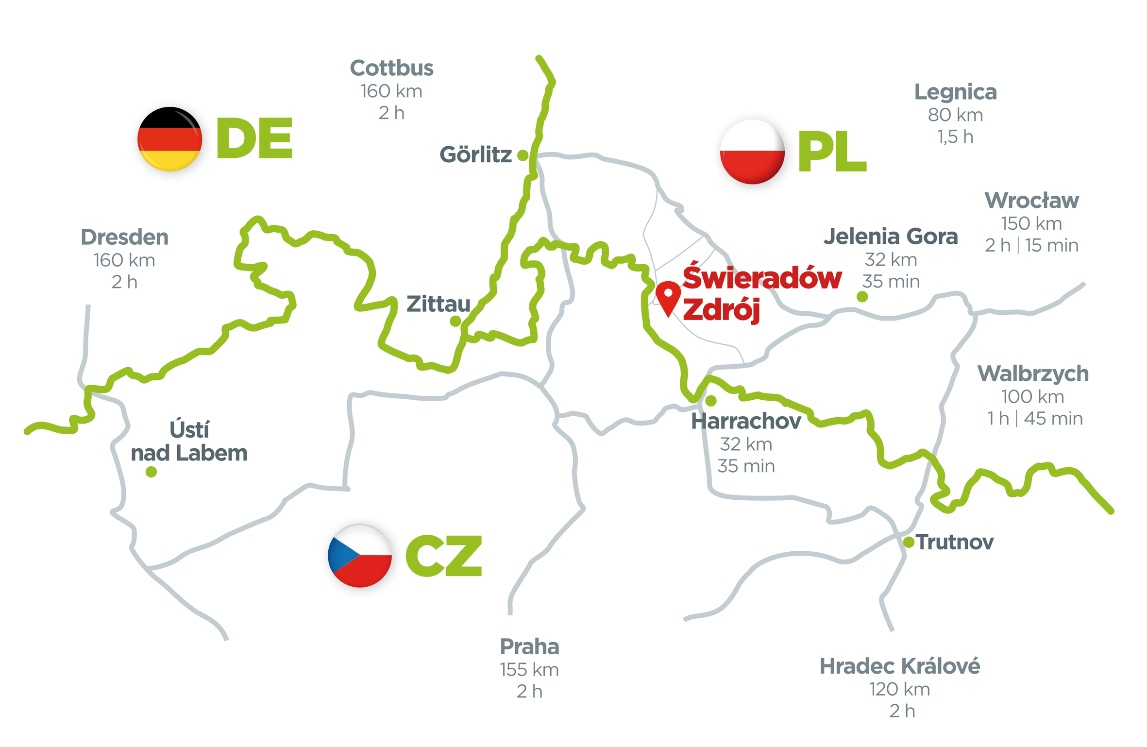 Cottbus
160 km
2 h
DE
Legnica
80 km
1,5 h
PL
Görlitz
Wrocław
150 km
2 h | 15 min
Dresden
160 km
2 h
Jelenia Gora
32 km
35 min
Świeradów
Zdrój
Zittau
Walbrzych
100 km
1 h | 45 min
Harrachov
32 km
35 min
Ústí
nad Labem
CZ
Trutnov
Praha
155 km
2 h
Hradec Králové
120 km
2 h